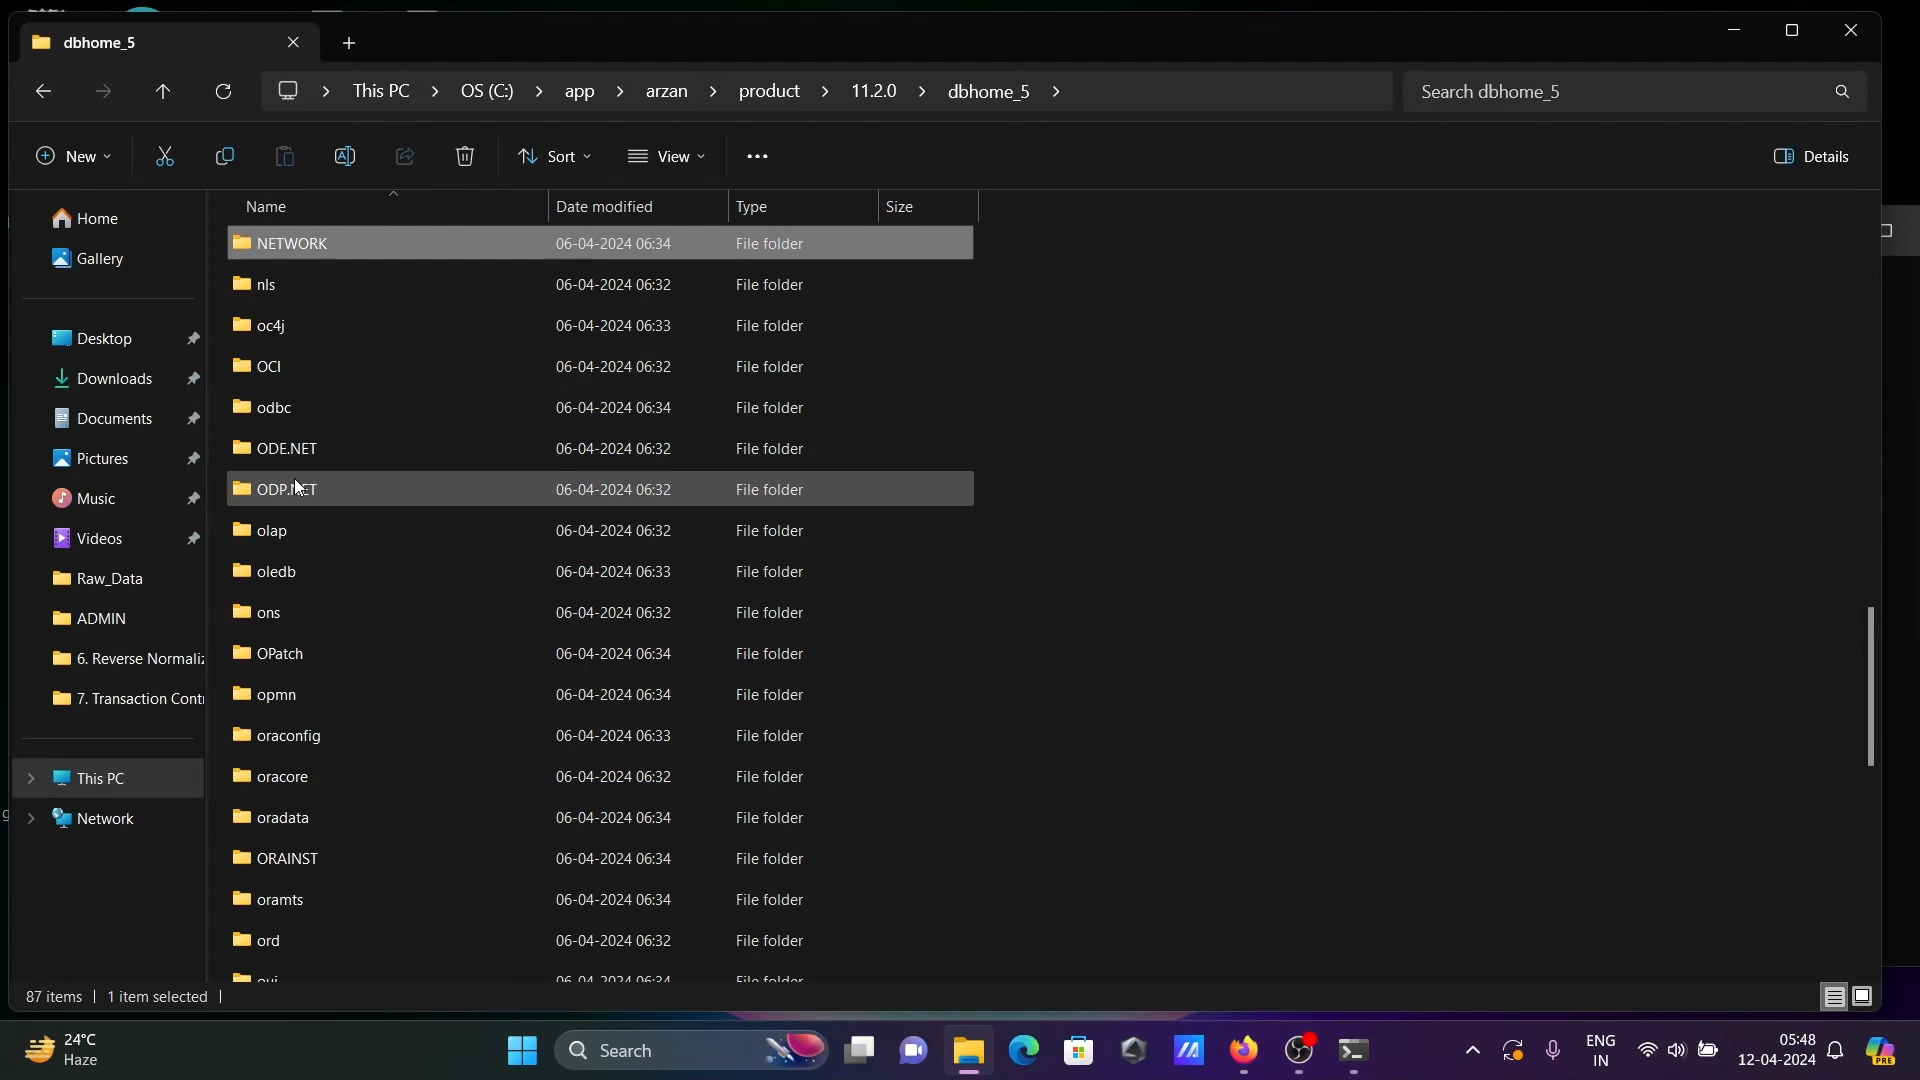 dbhome_5
This PC
OS (C:)
app
arzan
product
11.2.0
dbhome_5
Search dbhome_5
New
Sort
View
Details
Home
Gallery
Desktop
Downloads
Documents
Pictures
Music
Videos
Raw_Data
ADMIN
6. Reverse Normaliz
7. Transaction Contr
This PC
Network
Name Date modified Type Size
NETWORK 06-04-2024 06:34 File folder
nls 06-04-2024 06:32 File folder
oc4j 06-04-2024 06:33 File folder
OCI 06-04-2024 06:32 File folder
odbc 06-04-2024 06:34 File folder
ODE.NET 06-04-2024 06:32 File folder
ODP.NET 06-04-2024 06:32 File folder
olap 06-04-2024 06:32 File folder
oledb 06-04-2024 06:33 File folder
ons 06-04-2024 06:32 File folder
OPatch 06-04-2024 06:34 File folder
opmn 06-04-2024 06:34 File folder
oraconfig 06-04-2024 06:33 File folder
oracore 06-04-2024 06:32 File folder
oradata 06-04-2024 06:34 File folder
ORAINST 06-04-2024 06:34 File folder
oramts 06-04-2024 06:34 File folder
ord 06-04-2024 06:32 File folder
oui 06-04-2024 06:34 File folder
87 items
1 item selected
24°C
Haze
Search
ENG
IN
05:48
12-04-2024
PRE